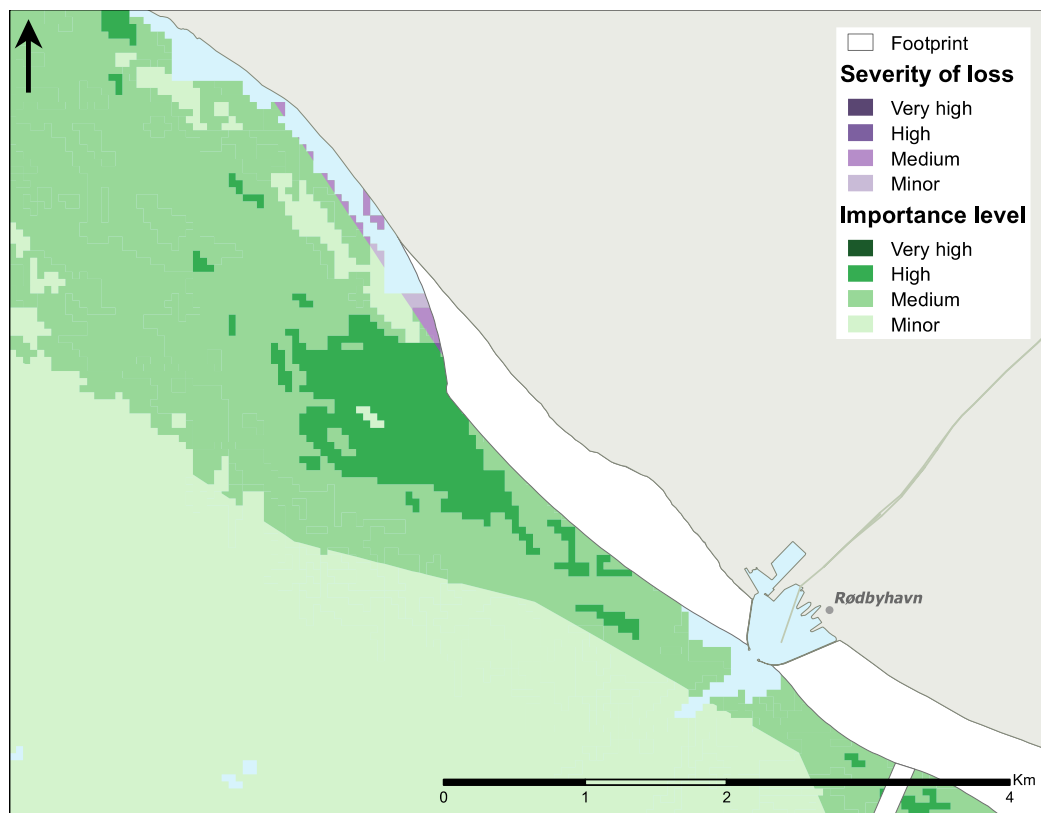 Footprint
Severity of loss
Very high
High
Medium
Minor
Importance level
Very high
High
Medium
Minor
Rødbyhavn
Km
0 1 2 4